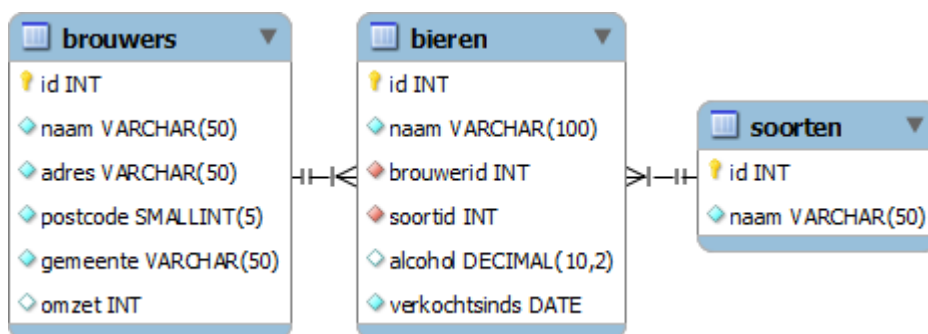 brouwers
id INT
naam VARCHAR(50)
adres VARCHAR(50)
postcode SMALLINT(5)
gemeente VARCHAR(50)
omzet INT
bieren
id INT
naam VARCHAR(100)
brouwerid INT
soortid INT
alcohol DECIMAL(10,2)
verkochtsinds DATE
soorten
id INT
naam VARCHAR(50)